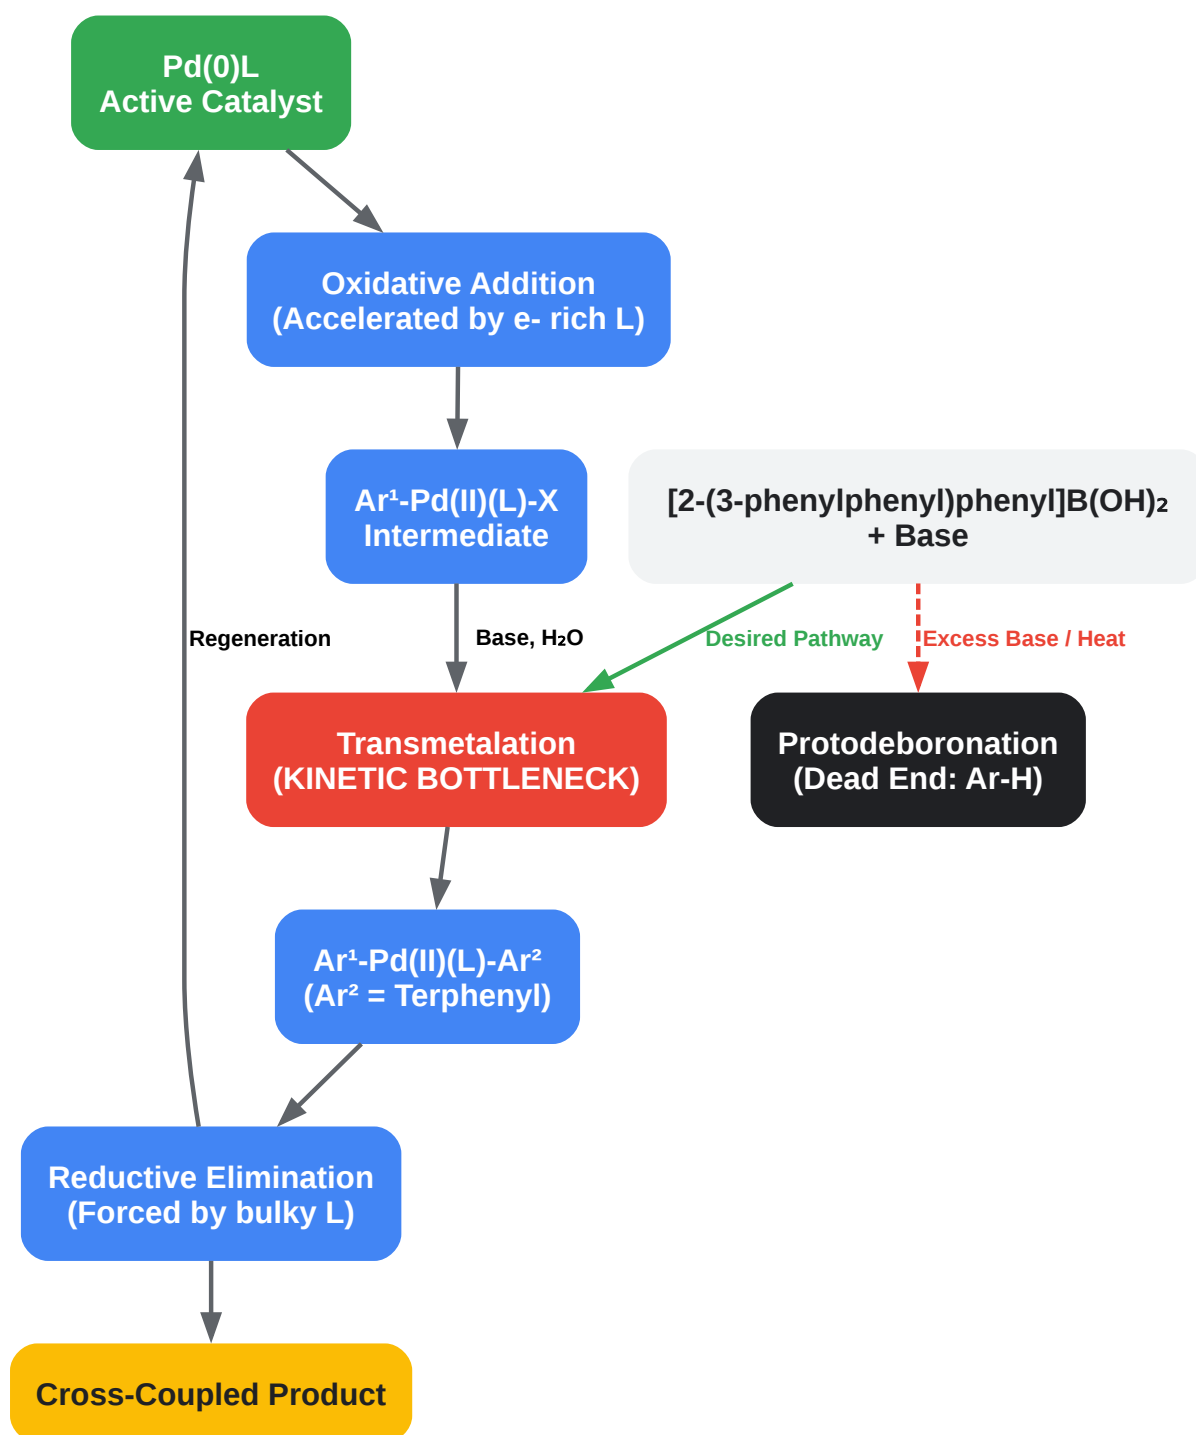 Pd(0)L
Active Catalyst
Oxidative Addition
(Accelerated by e- rich L)
Ar¹-Pd(II)(L)-X
Intermediate
[2-(3-phenylphenyl)phenyl]B(OH)₂
+ Base
Regeneration
Base, H₂O
Desired Pathway
Excess Base / Heat
Transmetalation
(KINETIC BOTTLENECK)
Protodeboronation
(Dead End: Ar-H)
Ar¹-Pd(II)(L)-Ar²
(Ar² = Terphenyl)
Reductive Elimination
(Forced by bulky L)
Cross-Coupled Product